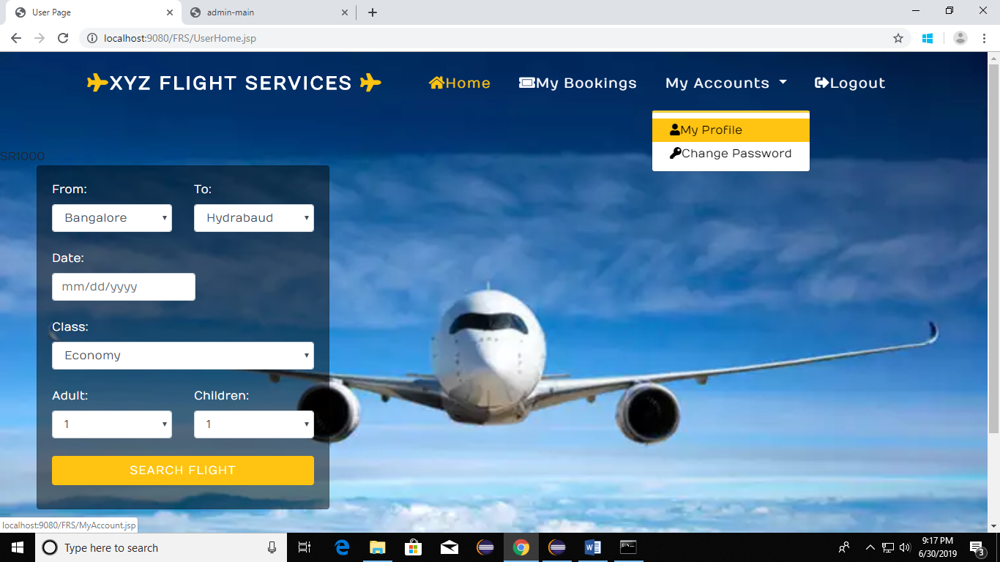 User Page
admin-main
localhost:9080/FRS/UserHome.jsp
XYZ FLIGHT SERVICES
Home
My Bookings
My Accounts
Logout
My Profile
Change Password
SR1000
From: To:
Bangalore Hydrabaud
Date:
mm/dd/yyyy
Class:
Economy
Adult: Children:
1 1
SEARCH FLIGHT
localhost:9080/FRS/MyAccount.jsp
Type here to search
9:17 PM
6/30/2019
3